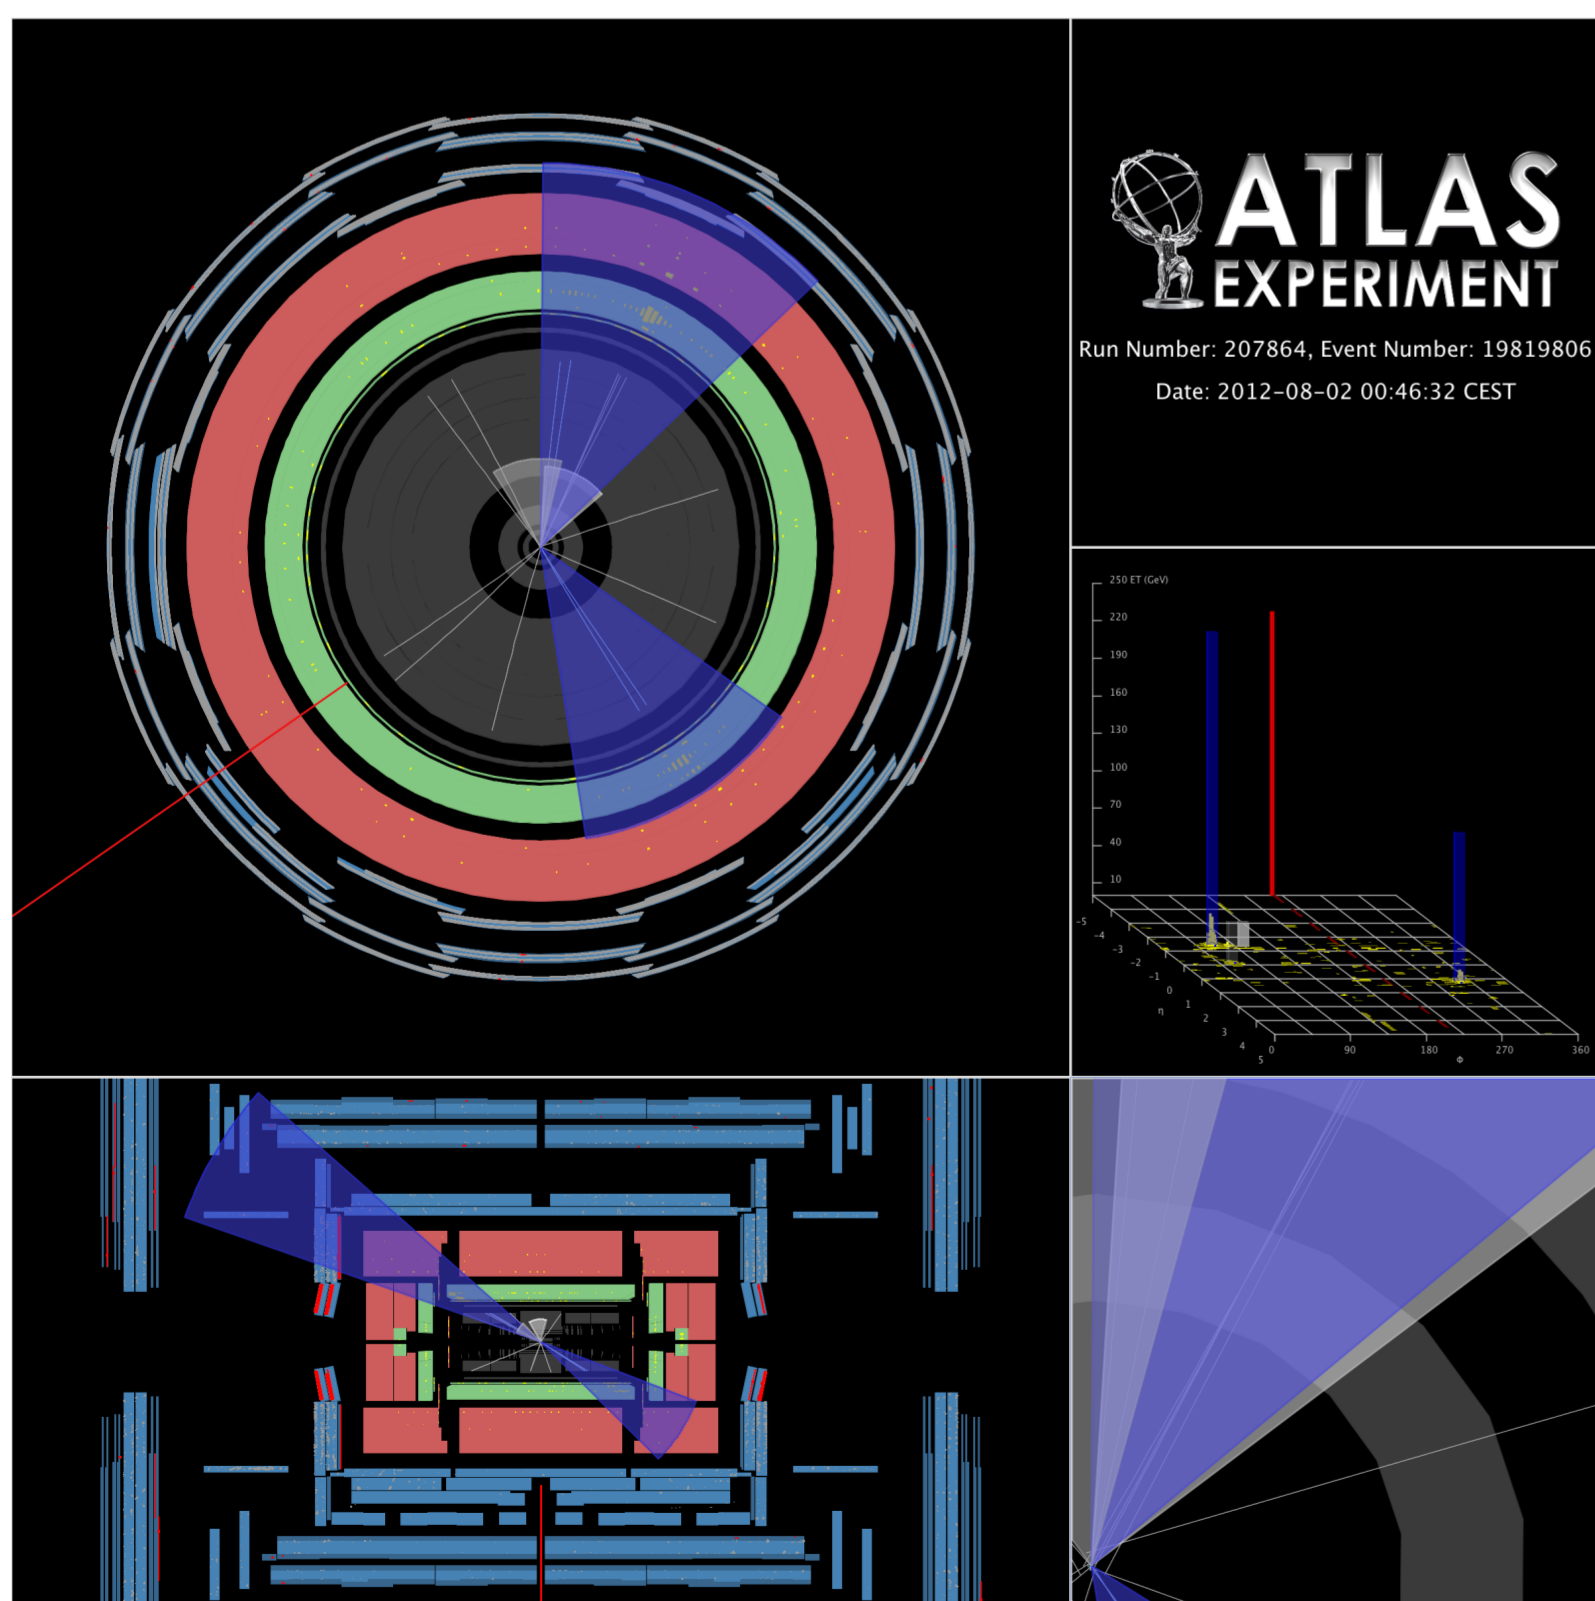 ATLAS
EXPERIMENT
Run Number: 207864, Event Number: 19819806
Date: 2012-08-02 00:46:32 CEST
250 ET (GeV)
220
190
160
130
100
70
40
10
-5
-4
-3
-2
-1
0
1
2
3
4
5
η
0 90 180 270 360
Φ